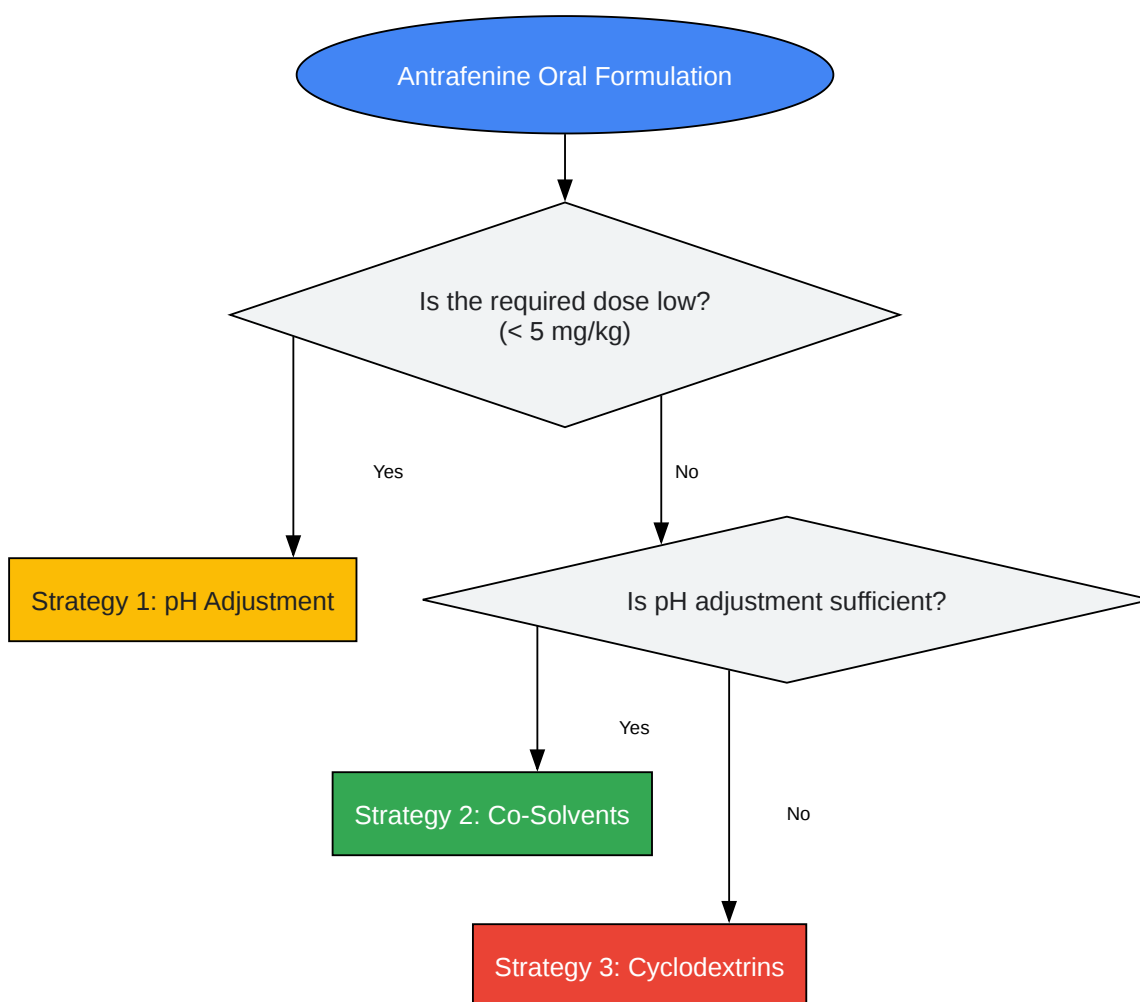 Antrafenine Oral Formulation
Is the required dose low?
(< 5 mg/kg)
Yes
No
Strategy 1: pH Adjustment
Is pH adjustment sufficient?
Yes
Strategy 2: Co-Solvents
No
Strategy 3: Cyclodextrins